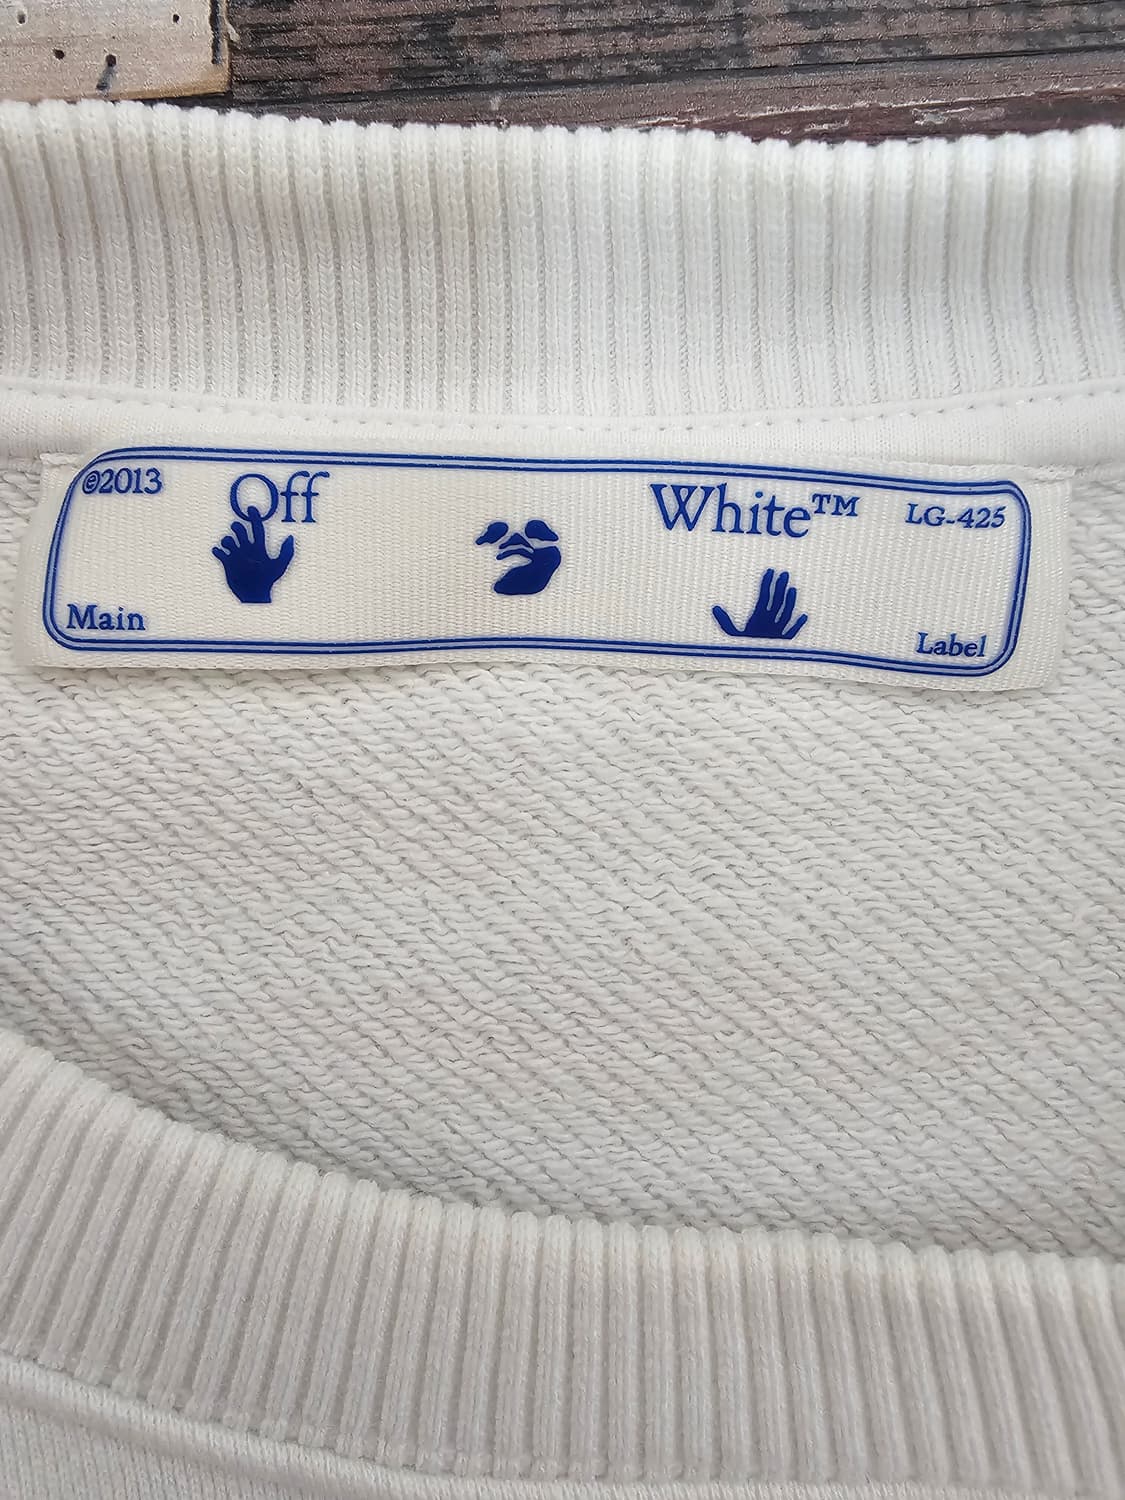 ©2013 Off White™ LG-425
Main Label